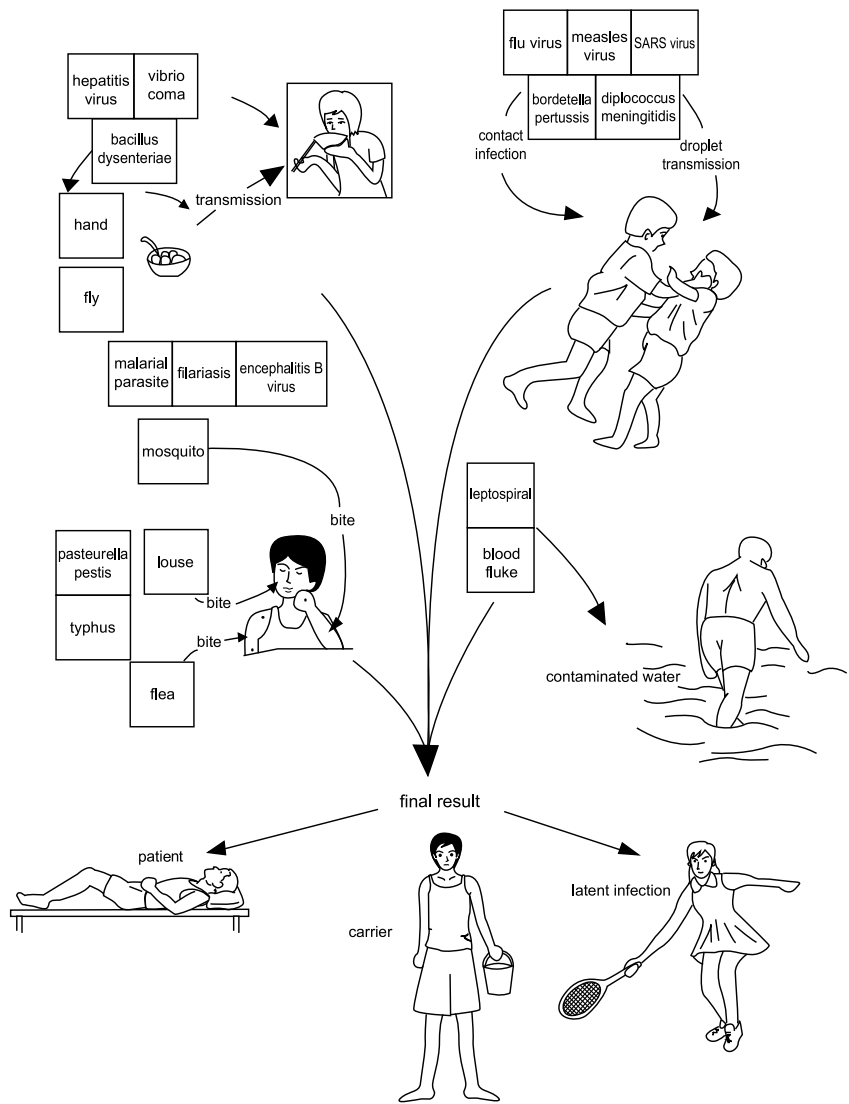 flu virus
measles
virus
SARS virus
bordetella
pertussis
diplococcus
meningitidis
contact
infection
droplet
transmission
hepatitis
virus
vibrio
coma
bacillus
dysenteriae
transmission
hand
fly
malarial
parasite
filariasis
encephalitis B
virus
mosquito
bite
leptospiral
blood
fluke
pasteurella
pestis
louse
bite
typhus
bite
flea
contaminated water
final result
patient
carrier
latent infection